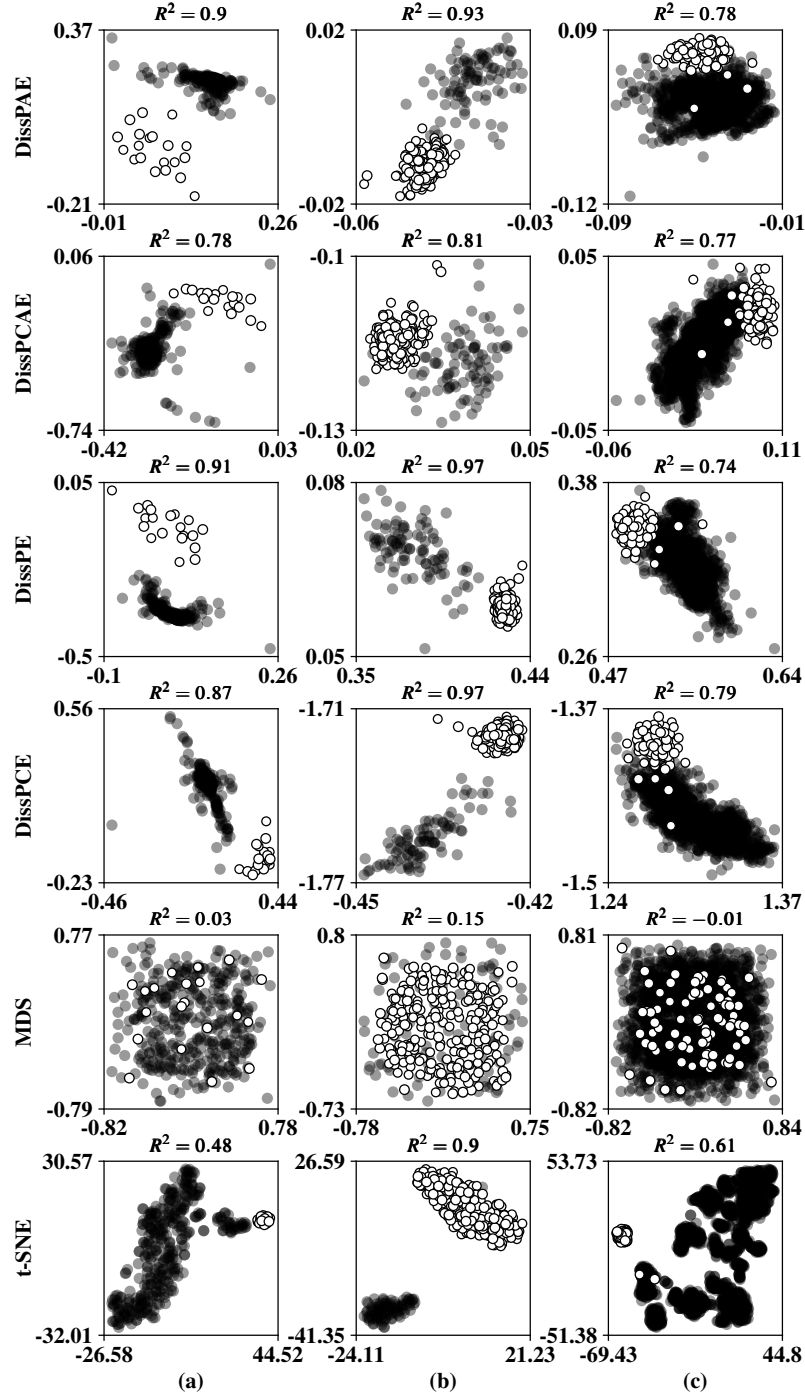 R² = 0.9 R² = 0.93 R² = 0.78
0.37 0.02 0.09
DissPAE
-0.21 -0.02 -0.12
-0.01 0.26 -0.06 -0.03 -0.09 -0.01
R² = 0.78 R² = 0.81 R² = 0.77
0.06 -0.1 0.05
DissPCAE
-0.74 -0.13 -0.05
-0.42 0.03 0.02 0.05 -0.06 0.11
R² = 0.91 R² = 0.97 R² = 0.74
0.05 0.08 0.38
DissPE
-0.5 0.05 0.26
-0.1 0.26 0.35 0.44 0.47 0.64
R² = 0.87 R² = 0.97 R² = 0.79
0.56 -1.71 -1.37
DissPCE
-0.23 -1.77 -1.5
-0.46 0.44 -0.45 -0.42 1.24 1.37
R² = 0.03 R² = 0.15 R² = −0.01
0.77 0.8 0.81
MDS
-0.79 -0.73 -0.82
-0.82 0.78 -0.78 0.75 -0.82 0.84
R² = 0.48 R² = 0.9 R² = 0.61
30.57 26.59 53.73
t-SNE
-32.01 -41.35 -51.38
-26.58 44.52 -24.11 21.23 -69.43 44.8
(a) (b) (c)